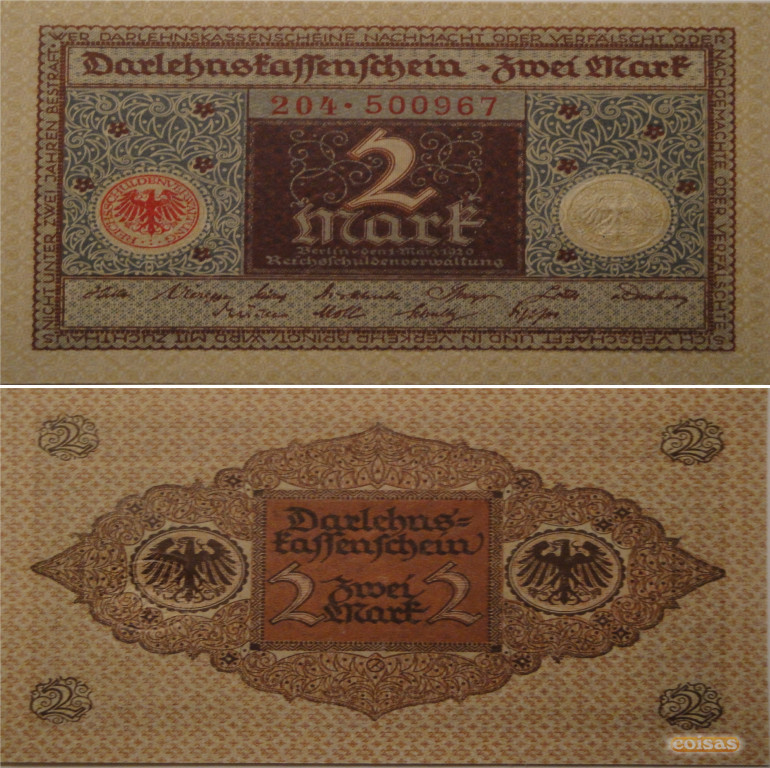 WER DARLEHNSKASSENSCHEINE NACHMACHT ODER VERFÄLSCHT ODER
NACHGEMACHTE ODER VERFÄLSCHTE
SICH VERSCHAFFT UND IN VERKEHR BRINGT, WIRD MIT ZUCHTHAUS
NICHT UNTER ZWEI JAHREN BESTRAFT
Darlehnskassenschein · Zwei Mark
204 · 500967
2
Mark
Berlin · den 1. März 1920
Reichsschuldenverwaltung
REICHSSCHULDENVERWALTUNG
2 2
Darlehns-
kassenschein
2 Zwei 2
Mark
2 2
coisas